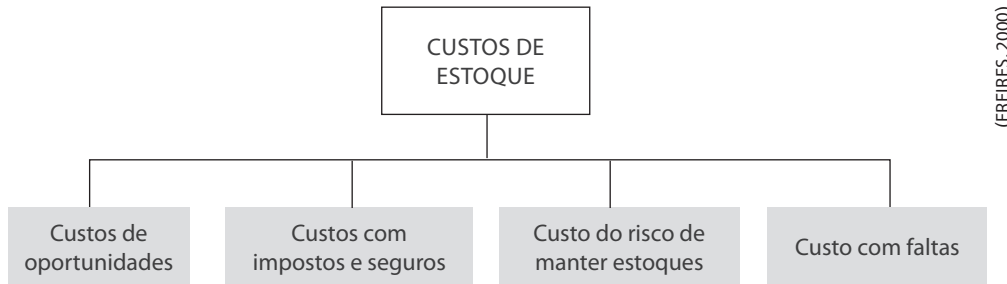 CUSTOS DE
ESTOQUE
(FREIRES, 2000)
Custos de
oportunidades
Custos com
impostos e seguros
Custo do risco de
manter estoques
Custo com faltas